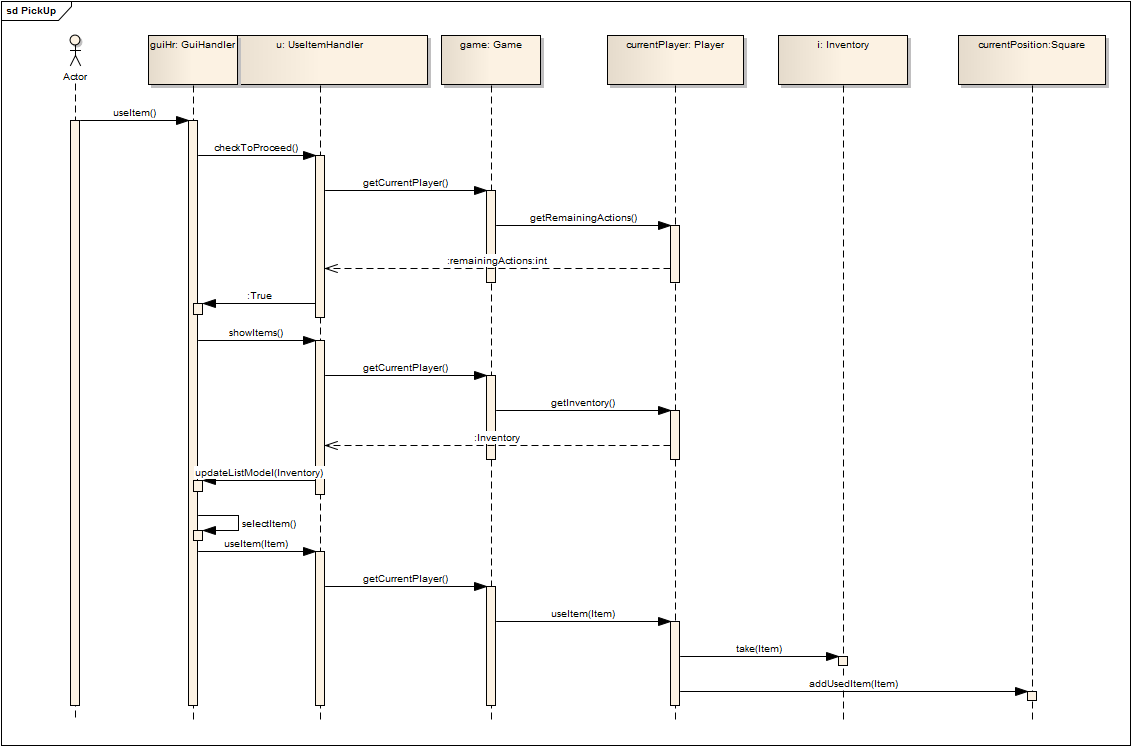 sd PickUp
guiHr: GuiHandler
u: UseItemHandler
game: Game
currentPlayer: Player
i: Inventory
currentPosition:Square
Actor
useItem()
checkToProceed()
getCurrentPlayer()
getRemainingActions()
:remainingActions:int
:True
showItems()
getCurrentPlayer()
getInventory()
:Inventory
updateListModel(Inventory)
selectItem()
useItem(Item)
getCurrentPlayer()
useItem(Item)
take(Item)
addUsedItem(Item)